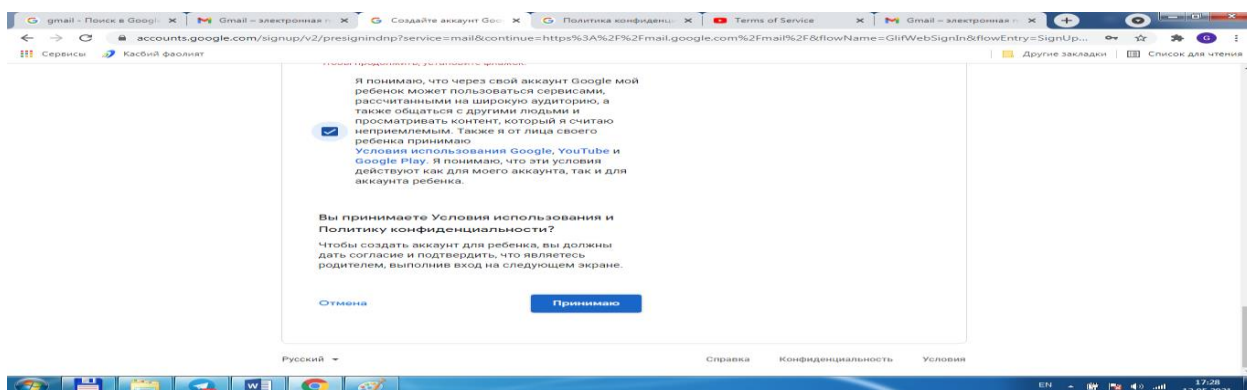 gmail - Поиск в Googl
Gmail – электронная п
Создайте аккаунт Goo
Политика конфиденц
Terms of Service
Gmail – электронная п
accounts.google.com/signup/v2/presignindnp?service=mail&continue=https%3A%2F%2Fmail.google.com%2Fmail%2F&flowName=GlifWebSignIn&flowEntry=SignUp...
G
Сервисы
Касбий фаолият
Другие закладки
Список для чтения
Чтобы продолжить, установите флажок.
Я понимаю, что через свой аккаунт Google мой
ребенок может пользоваться сервисами,
рассчитанными на широкую аудиторию, а
также общаться с другими людьми и
просматривать контент, который я считаю
неприемлемым. Также я от лица своего
ребенка принимаю
Условия использования Google, YouTube и
Google Play. Я понимаю, что эти условия
действуют как для моего аккаунта, так и для
аккаунта ребенка.
Вы принимаете Условия использования и
Политику конфиденциальности?
Чтобы создать аккаунт для ребенка, вы должны
дать согласие и подтвердить, что являетесь
родителем, выполнив вход на следующем экране.
Отмена
Принимаю
Русский
Справка
Конфиденциальность
Условия
EN
17:28